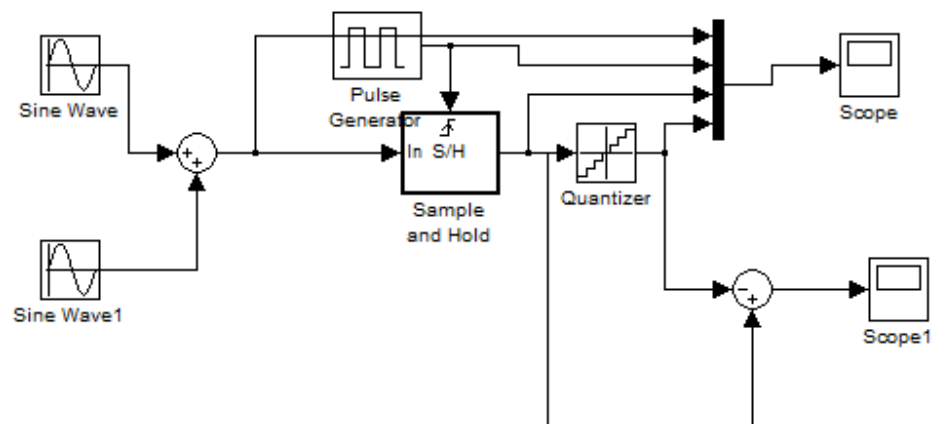 Sine Wave
Pulse
Generator
Scope
In S/H
Quantizer
Sample
and Hold
Sine Wave1
Scope1